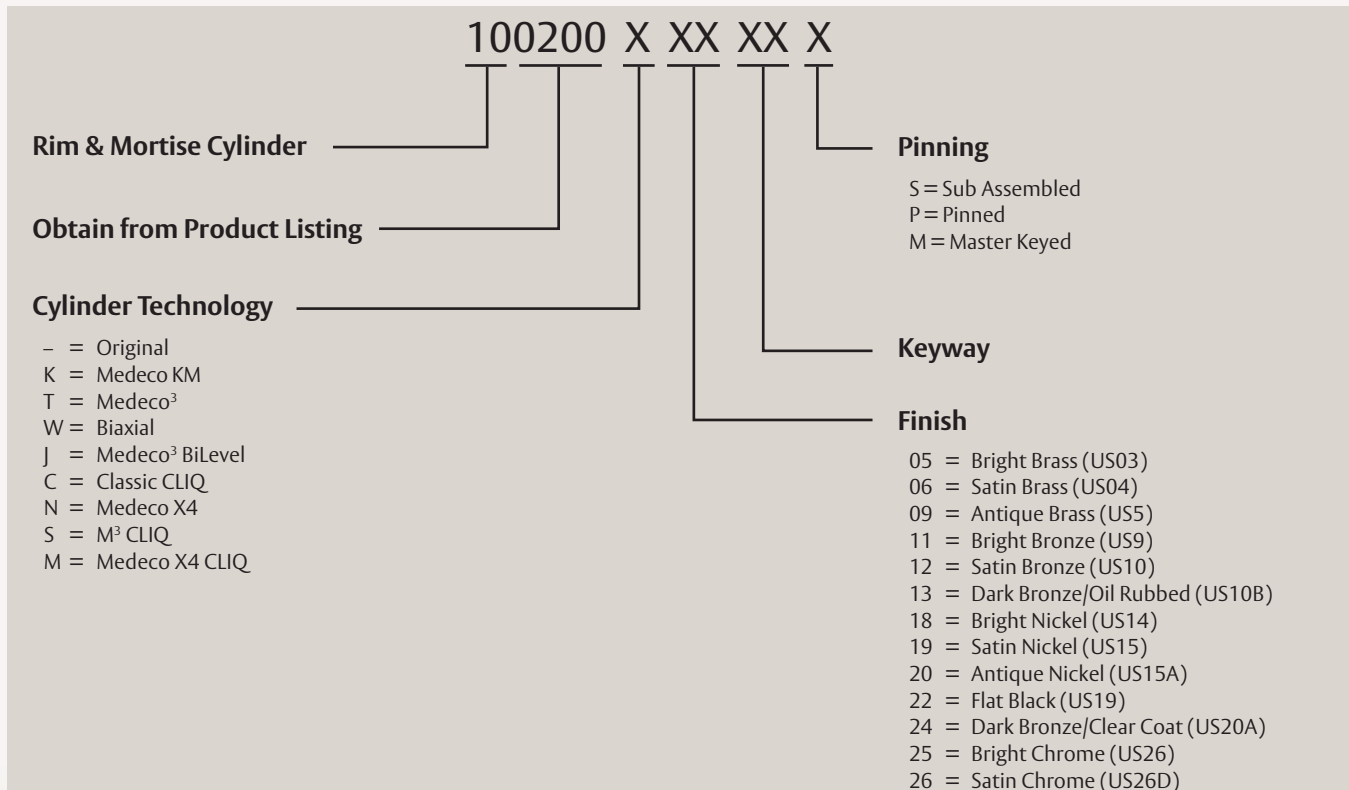 100200 X XX XX X
Rim & Mortise Cylinder
Obtain from Product Listing
Cylinder Technology
– = Original
K = Medeco KM
T = Medeco³
W = Biaxial
J = Medeco³ BiLevel
C = Classic CLIQ
N = Medeco X4
S = M³ CLIQ
M = Medeco X4 CLIQ
Pinning
S = Sub Assembled
P = Pinned
M = Master Keyed
Keyway
Finish
05 = Bright Brass (US03)
06 = Satin Brass (US04)
09 = Antique Brass (US5)
11 = Bright Bronze (US9)
12 = Satin Bronze (US10)
13 = Dark Bronze/Oil Rubbed (US10B)
18 = Bright Nickel (US14)
19 = Satin Nickel (US15)
20 = Antique Nickel (US15A)
22 = Flat Black (US19)
24 = Dark Bronze/Clear Coat (US20A)
25 = Bright Chrome (US26)
26 = Satin Chrome (US26D)